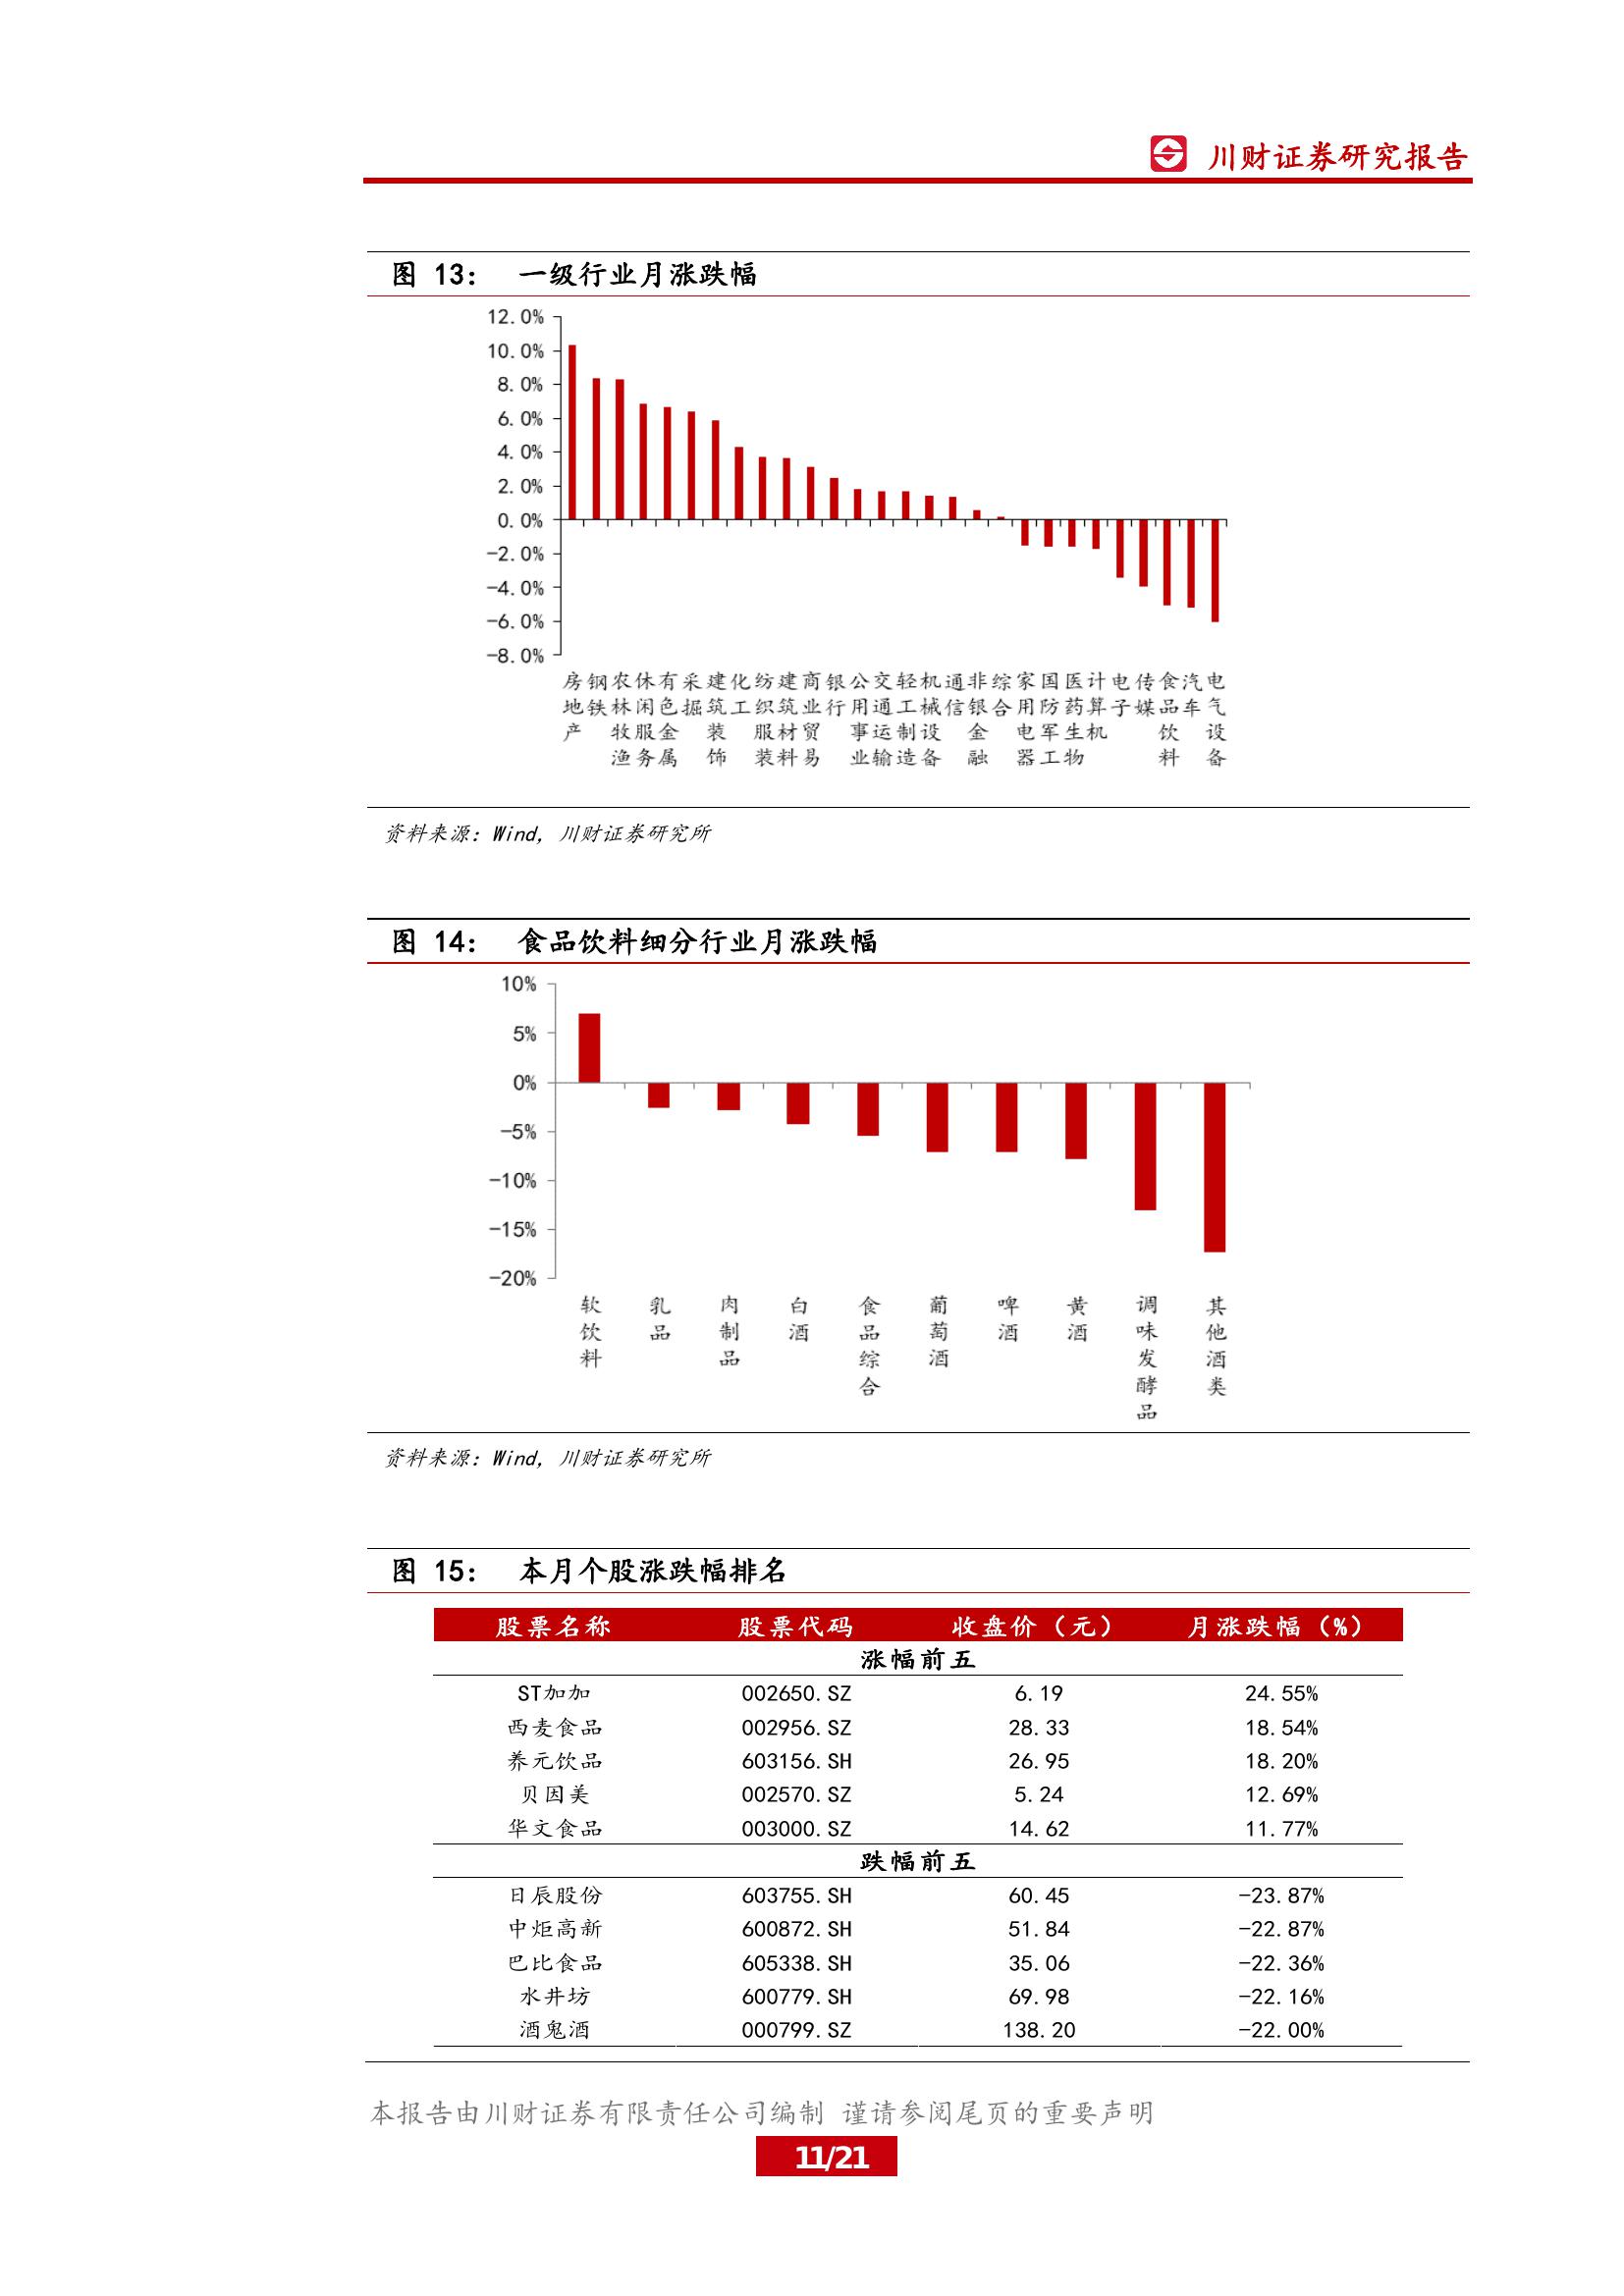 川财证券研究报告
图 13： 一级行业月涨跌幅
12.0%
10.0%
8.0%
6.0%
4.0%
2.0%
0.0%
-2.0%
-4.0%
-6.0%
-8.0%
房地产 钢铁 农林牧渔 休闲服务 有色金属 采掘 建筑装饰 化工 纺织服装 建筑材料 商业贸易 银行 公用事业 交通运输 轻工制造 机械设备 通信 非银金融 综合 家用电器 国防军工 医药生物 计算机 电子 传媒 食品饮料 汽车 电气设备
资料来源：Wind，川财证券研究所
图 14： 食品饮料细分行业月涨跌幅
10%
5%
0%
-5%
-10%
-15%
-20%
软饮料 乳品 肉制品 白酒 食品综合 葡萄酒 啤酒 黄酒 调味发酵品 其他酒类
资料来源：Wind，川财证券研究所
图 15： 本月个股涨跌幅排名
股票名称 股票代码 收盘价（元） 月涨跌幅（%）
涨幅前五
ST加加 002650.SZ 6.19 24.55%
西麦食品 002956.SZ 28.33 18.54%
养元饮品 603156.SH 26.95 18.20%
贝因美 002570.SZ 5.24 12.69%
华文食品 003000.SZ 14.62 11.77%
跌幅前五
日辰股份 603755.SH 60.45 -23.87%
中炬高新 600872.SH 51.84 -22.87%
巴比食品 605338.SH 35.06 -22.36%
水井坊 600779.SH 69.98 -22.16%
酒鬼酒 000799.SZ 138.20 -22.00%
本报告由川财证券有限责任公司编制 谨请参阅尾页的重要声明
11/21